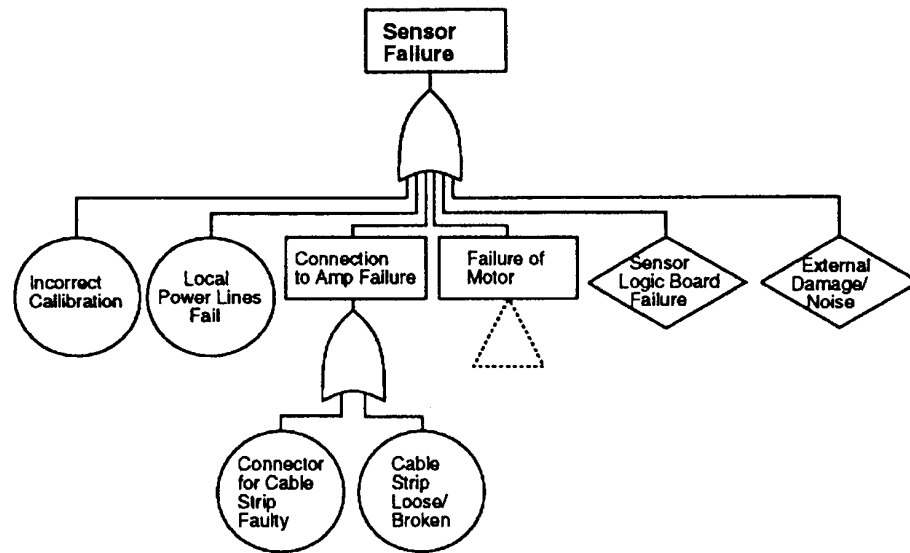 Sensor
Failure
Incorrect
Callibration
Local
Power Lines
Fail
Connection
to Amp Failure
Failure of
Motor
Sensor
Logic Board
Failure
External
Damage/
Noise
Connector
for Cable
Strip
Faulty
Cable
Strip
Loose/
Broken